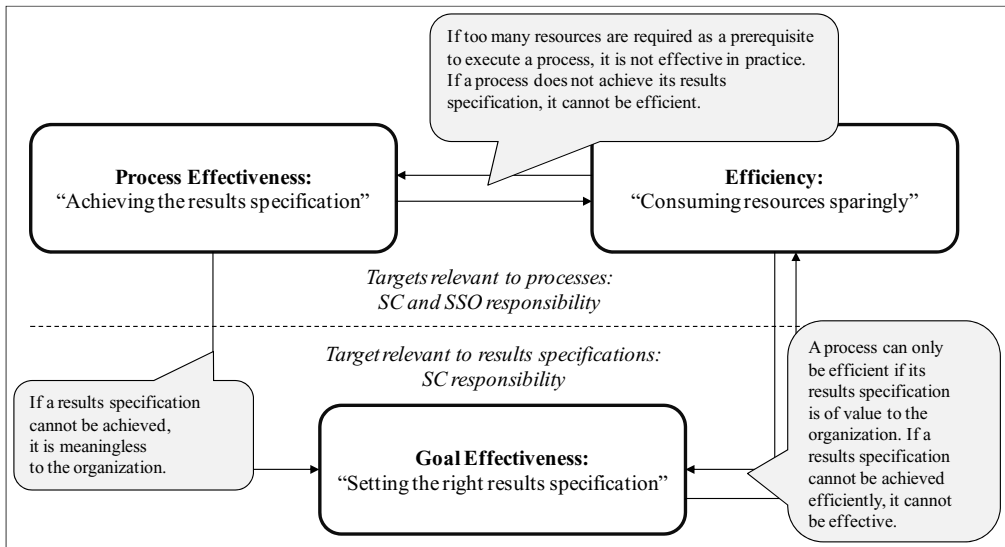 If too many resources are required as a prerequisite
to execute a process, it is not effective in practice.
If a process does not achieve its results
specification, it cannot be efficient.
Process Effectiveness:
“Achieving the results specification”
Efficiency:
“Consuming resources sparingly”
Targets relevant to processes:
SC and SSO responsibility
Target relevant to results specifications:
SC responsibility
If a results specification
cannot be achieved,
it is meaningless
to the organization.
A process can only
be efficient if its
results specification
is of value to the
organization. If a
results specification
cannot be achieved
efficiently, it cannot
be effective.
Goal Effectiveness:
“Setting the right results specification”